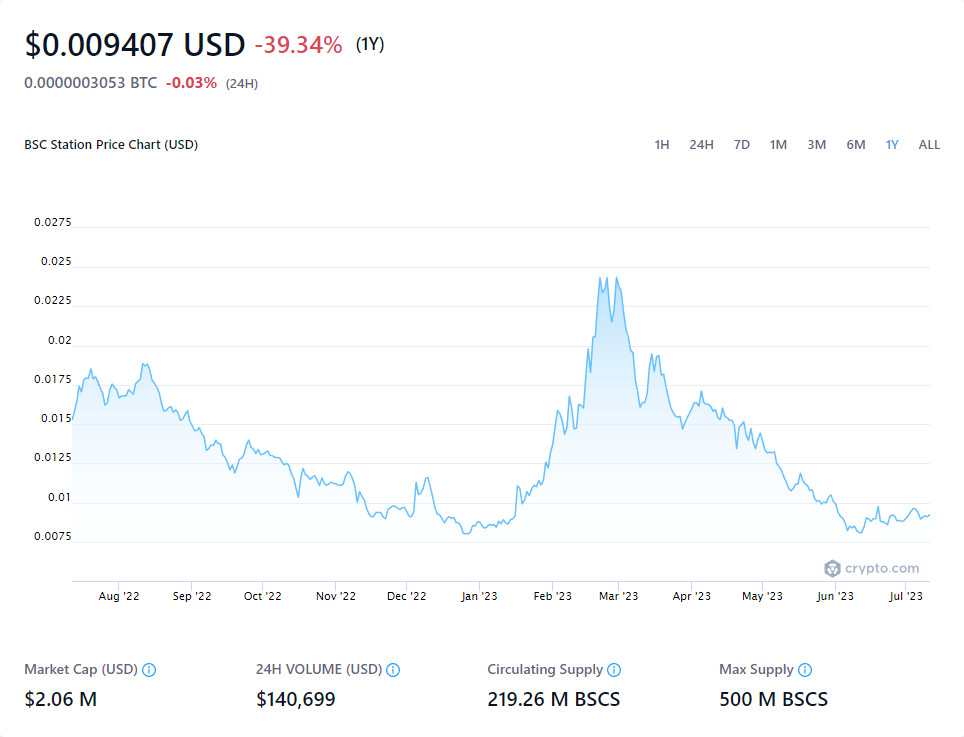 $0.009407 USD -39.34% (1Y)
0.0000003053 BTC -0.03% (24H)
BSC Station Price Chart (USD) 1H 24H 7D 1M 3M 6M 1Y ALL
0.0275
0.025
0.0225
0.02
0.0175
0.015
0.0125
0.01
0.0075
crypto.com
Aug '22 Sep '22 Oct '22 Nov '22 Dec '22 Jan '23 Feb '23 Mar '23 Apr '23 May '23 Jun '23 Jul '23
Market Cap (USD) 24H VOLUME (USD) Circulating Supply Max Supply
$2.06 M $140,699 219.26 M BSCS 500 M BSCS